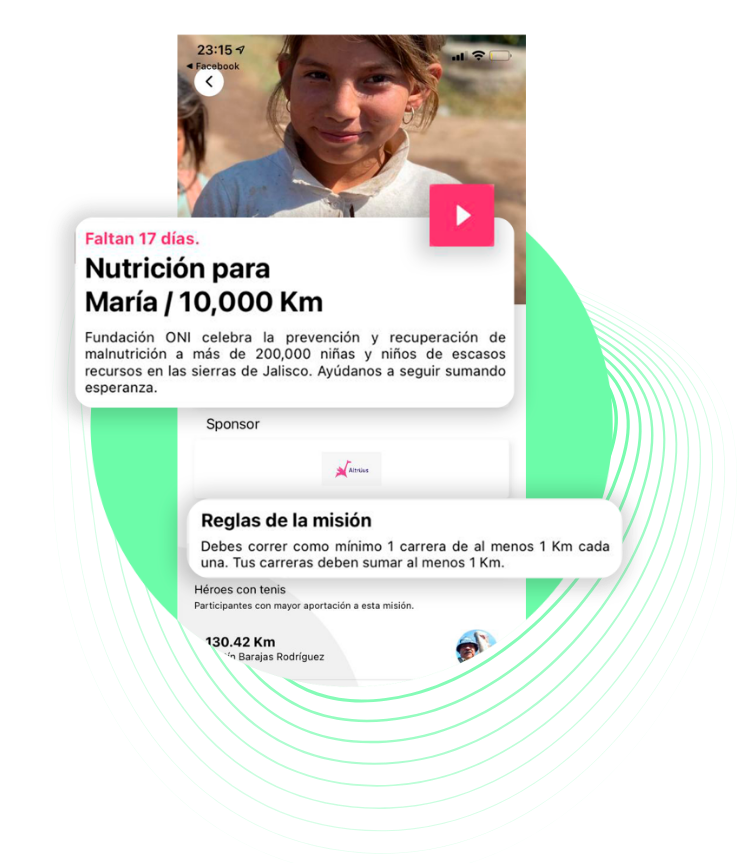 23:15
◄ Facebook
Faltan 17 días.
Nutrición para
María / 10,000 Km
Fundación ONI celebra la prevención y recuperación de
malnutrición a más de 200,000 niñas y niños de escasos
recursos en las sierras de Jalisco. Ayúdanos a seguir sumando
esperanza.
Sponsor
Altrüus
Reglas de la misión
Debes correr como mínimo 1 carrera de al menos 1 Km cada
una. Tus carreras deben sumar al menos 1 Km.
Héroes con tenis
Participantes con mayor aportación a esta misión.
130.42 Km
Barajas Rodríguez